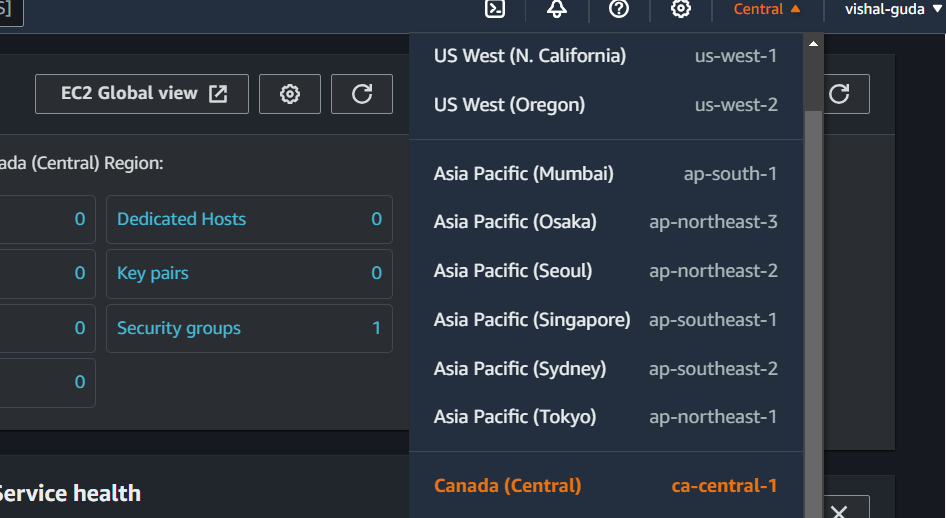 S]
Central
vishal-guda
EC2 Global view
ada (Central) Region:
0
Dedicated Hosts 0
0
Key pairs 0
0
Security groups 1
0
Service health
US West (N. California) us-west-1
US West (Oregon) us-west-2
Asia Pacific (Mumbai) ap-south-1
Asia Pacific (Osaka) ap-northeast-3
Asia Pacific (Seoul) ap-northeast-2
Asia Pacific (Singapore) ap-southeast-1
Asia Pacific (Sydney) ap-southeast-2
Asia Pacific (Tokyo) ap-northeast-1
Canada (Central) ca-central-1